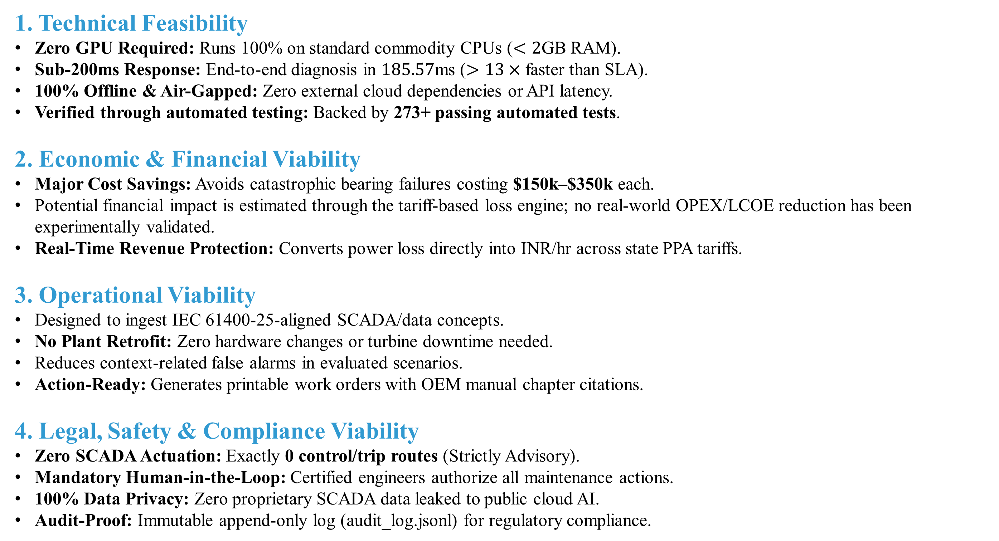 1. Technical Feasibility
• Zero GPU Required: Runs 100% on standard commodity CPUs (< 2GB RAM).
• Sub-200ms Response: End-to-end diagnosis in 185.57ms (> 13 × faster than SLA).
• 100% Offline & Air-Gapped: Zero external cloud dependencies or API latency.
• Verified through automated testing: Backed by 273+ passing automated tests.
2. Economic & Financial Viability
• Major Cost Savings: Avoids catastrophic bearing failures costing $150k–$350k each.
• Potential financial impact is estimated through the tariff-based loss engine; no real-world OPEX/LCOE reduction has been
experimentally validated.
• Real-Time Revenue Protection: Converts power loss directly into INR/hr across state PPA tariffs.
3. Operational Viability
• Designed to ingest IEC 61400-25-aligned SCADA/data concepts.
• No Plant Retrofit: Zero hardware changes or turbine downtime needed.
• Reduces context-related false alarms in evaluated scenarios.
• Action-Ready: Generates printable work orders with OEM manual chapter citations.
4. Legal, Safety & Compliance Viability
• Zero SCADA Actuation: Exactly 0 control/trip routes (Strictly Advisory).
• Mandatory Human-in-the-Loop: Certified engineers authorize all maintenance actions.
• 100% Data Privacy: Zero proprietary SCADA data leaked to public cloud AI.
• Audit-Proof: Immutable append-only log (audit_log.jsonl) for regulatory compliance.